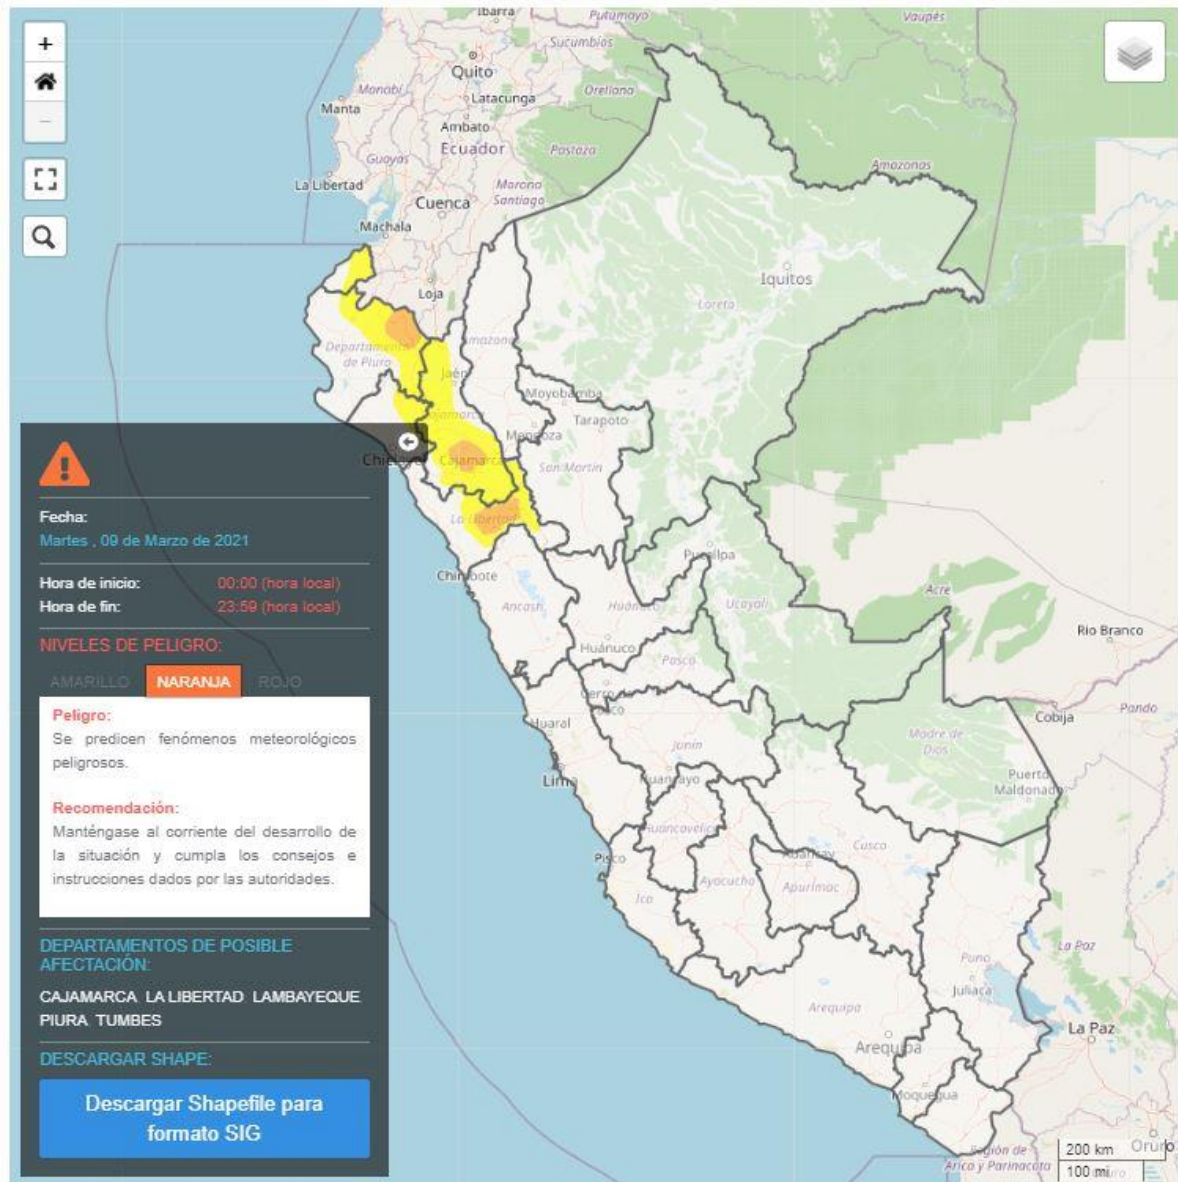 Ibarra
Putumayo
Vaupés
Sucumbíos
+
Quito
Manabí
Latacunga
Orellana
Manta
Ambato
−
Ecuador
Pastaza
Guayas
Amazonas
La Libertad
Morona
Santiago
Cuenca
Machala
Iquitos
Loja
Loreto
Departamento
de Piura
Amazonas
Jaén
Moyobamba
Cajamarca
Tarapoto
Mendoza
Cajamarca
San Martín
La Libertad
Fecha:
Martes , 09 de Marzo de 2021
Pucallpa
Chimbote
Hora de inicio: 00:00 (hora local)
Hora de fin: 23:59 (hora local)
Ancash
Huánuco
Ucayali
Acre
Rio Branco
NIVELES DE PELIGRO:
Huánuco
Pasco
AMARILLO NARANJA ROJO
Cerro de
Pasco
Cobija
Pando
Peligro:
Se predicen fenómenos meteorológicos
peligrosos.
Huaral
Junín
Madre de
Dios
Lima
Huancayo
Puerto
Maldonado
Recomendación:
Manténgase al corriente del desarrollo de
la situación y cumpla los consejos e
instrucciones dados por las autoridades.
Huancavelica
Cusco
Pisco
Abancay
Ayacucho
Apurímac
Ica
DEPARTAMENTOS DE POSIBLE
AFECTACIÓN:
La Paz
Puno
CAJAMARCA LA LIBERTAD LAMBAYEQUE
PIURA TUMBES
Juliaca
Arequipa
La Paz
Arequipa
DESCARGAR SHAPE:
Descargar Shapefile para
formato SIG
Moquegua
200 km
Oruro
Región de
Arica y Parinacota
100 mi